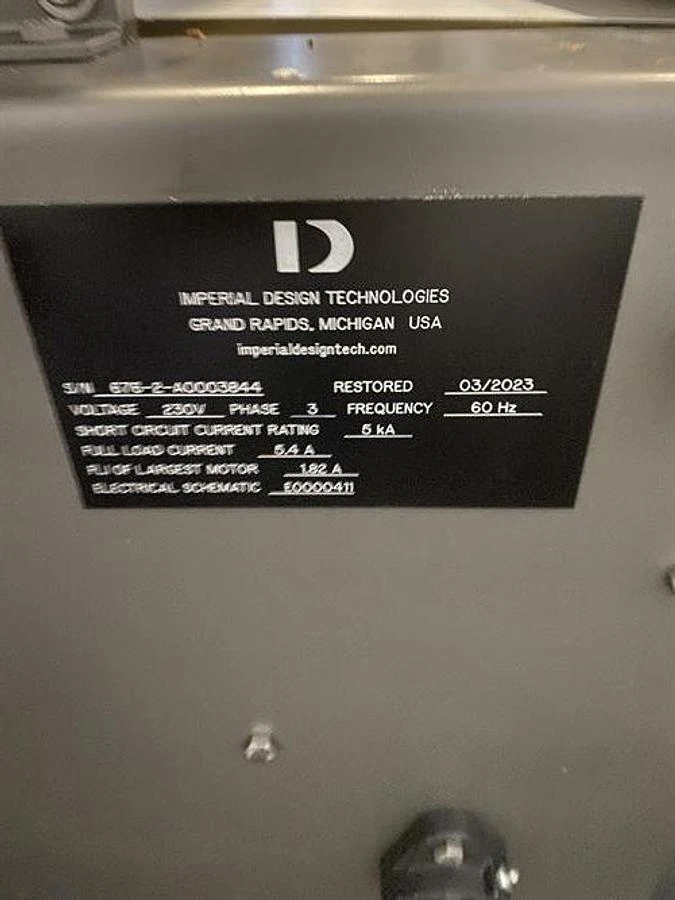 ID
IMPERIAL DESIGN TECHNOLOGIES
GRAND RAPIDS, MICHIGAN USA
imperialdesigntech.com
S/N 676-2-A0003844 RESTORED 03/2023
VOLTAGE 230V PHASE 3 FREQUENCY 60 Hz
SHORT CIRCUIT CURRENT RATING 5 kA
FULL LOAD CURRENT 5.4 A
FLI OF LARGEST MOTOR 1.82 A
ELECTRICAL SCHEMATIC E0000411